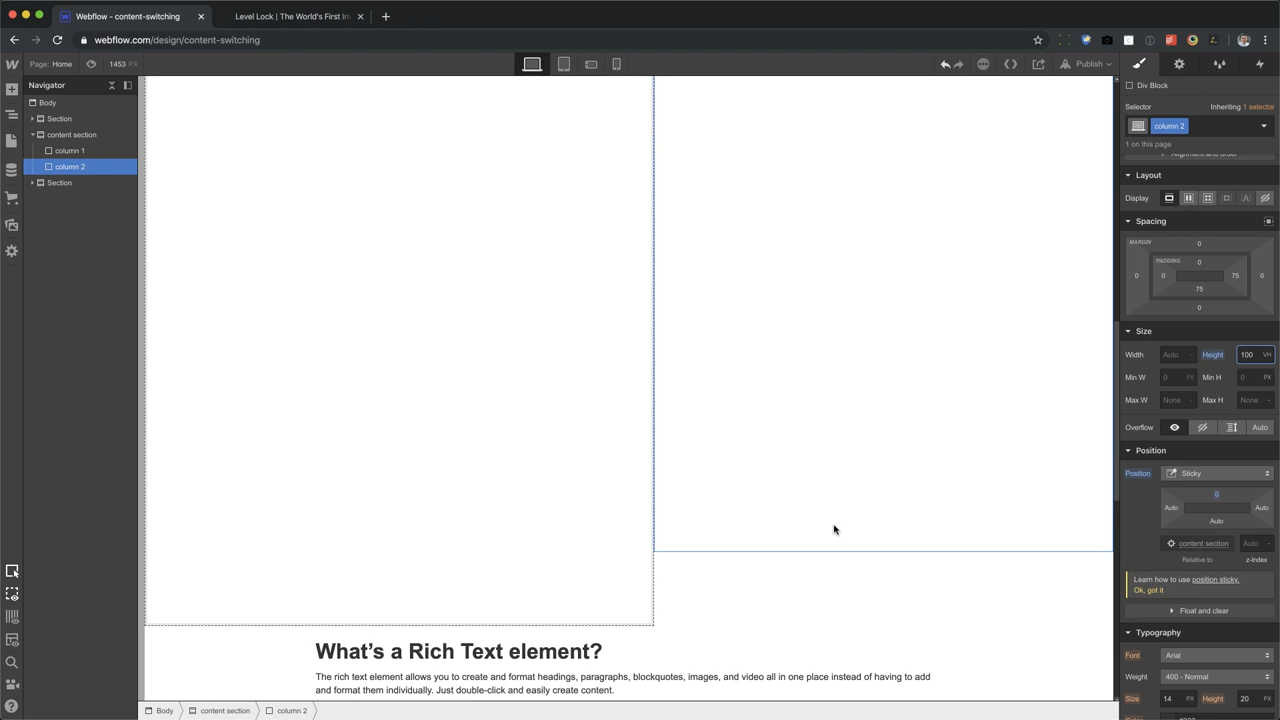 Webflow - content-switching
Level Lock | The World's First In
webflow.com/design/content-switching
Page: Home
1453 PX
Publish
Navigator
Body
Section
content section
column 1
column 2
Section
Div Block
Selector
Inheriting 1 selector
column 2
1 on this page
Alignment and order
Layout
Display
Spacing
MARGIN
0
PADDING
0
0
0
75
0
75
0
Size
Width
Auto
Height
100 VH
Min W
0 PX
Min H
0 PX
Max W
None
Max H
None
Overflow
Auto
Position
Position
Sticky
0
Auto
Auto
Auto
content section
Auto
Relative to
z-Index
Learn how to use position sticky.
Ok, got it
Float and clear
Typography
Font
Arial
Weight
400 - Normal
Size
14 PX
Height
20 PX
What's a Rich Text element?
The rich text element allows you to create and format headings, paragraphs, blockquotes, images, and video all in one place instead of having to add
and format them individually. Just double-click and easily create content.
Body
content section
column 2